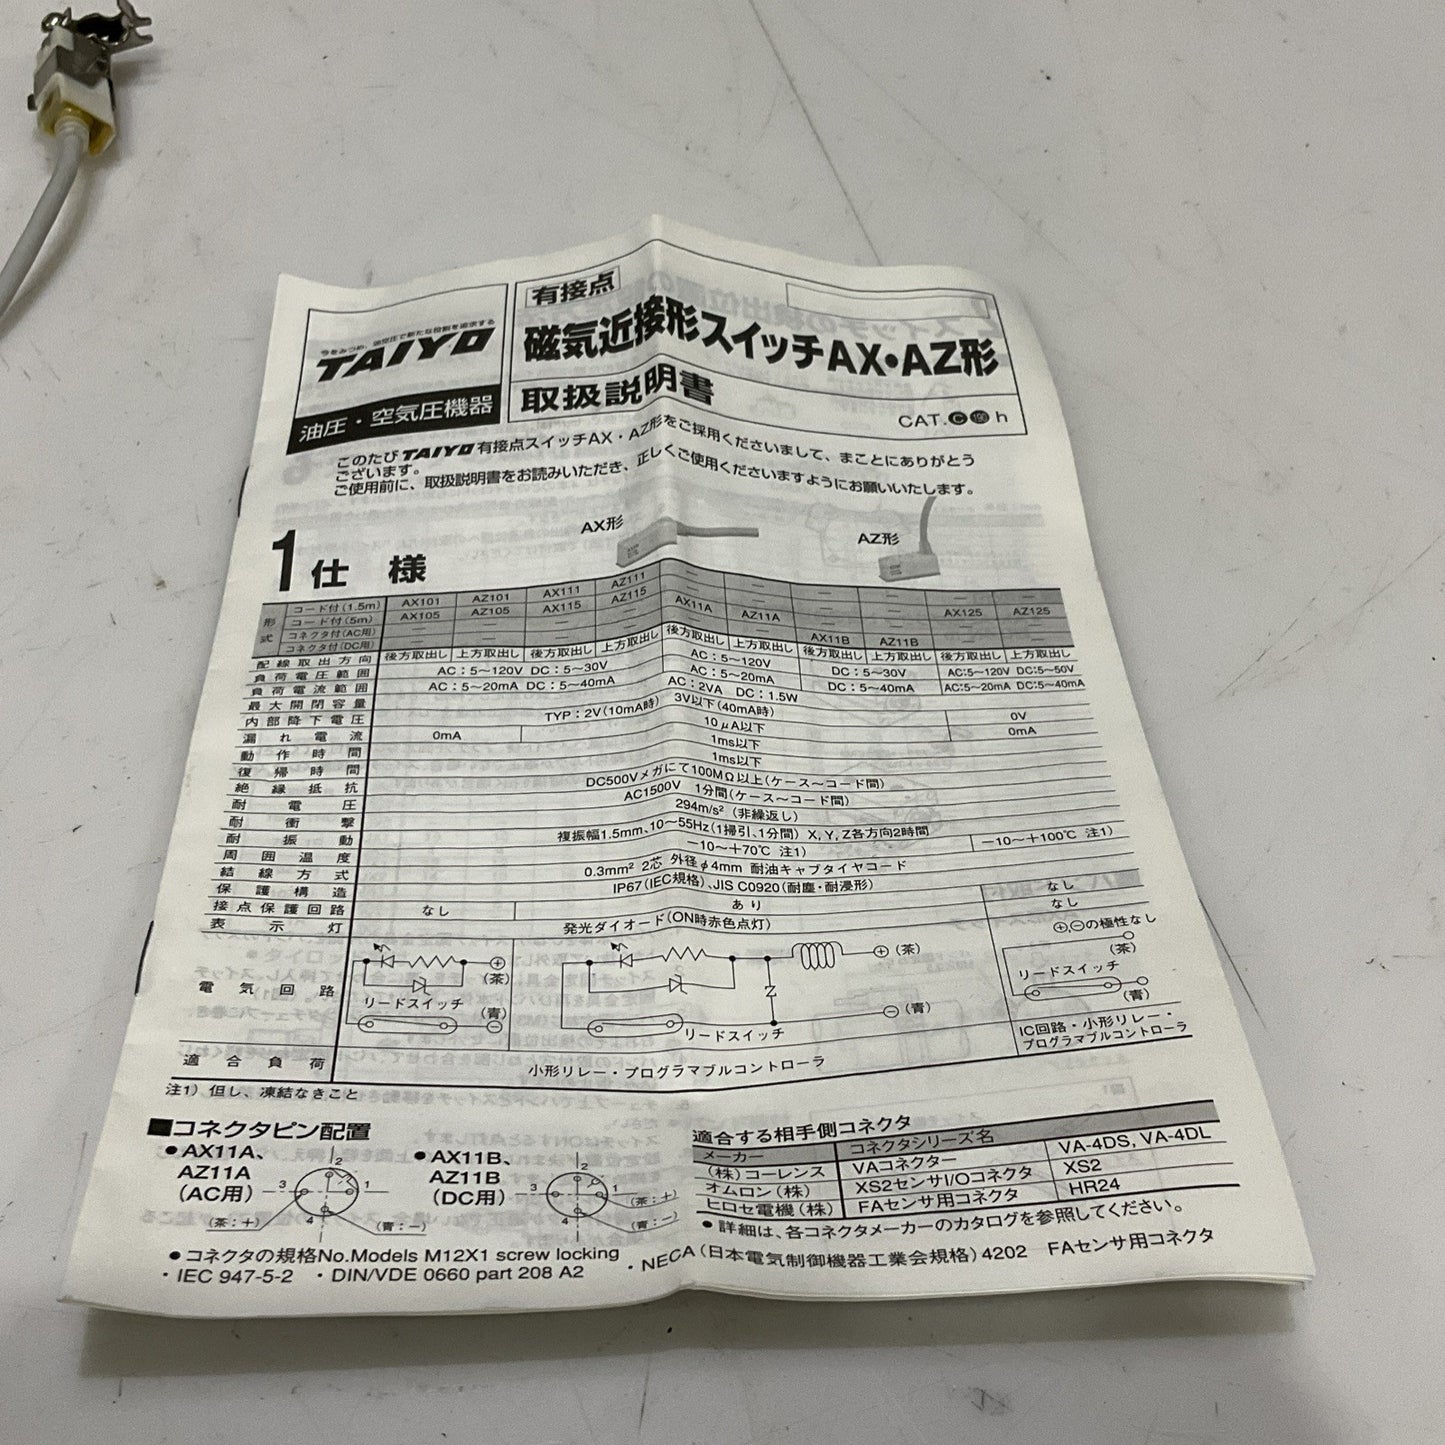 今をみつめ、油空圧で新たな役割を追求する
TAIYO
油圧・空気圧機器
有接点
磁気近接形スイッチAX・AZ形
取扱説明書
CAT. C 190 h
このたびTAIYO有接点スイッチAX・AZ形をご採用くださいまして、まことにありがとう
ございます。
ご使用前に、取扱説明書をお読みいただき、正しくご使用くださいますようにお願いいたします。
AX形
AZ形
1 仕 様
形式
コード付(1.5m) AX101 AZ101 AX111 AZ111 — — — — — —
コード付(5m) AX105 AZ105 AX115 AZ115 — — — — AX125 AZ125
コネクタ付(AC用) — — — — AX11A AZ11A — — — —
コネクタ付(DC用) — — — — — — AX11B AZ11B — —
配線取出方向 後方取出し 上方取出し 後方取出し 上方取出し 後方取出し 上方取出し 後方取出し 上方取出し 後方取出し 上方取出し
負荷電圧範囲 AC:5〜120V DC:5〜30V AC:5〜120V DC:5〜30V AC:5〜120V DC:5〜50V
負荷電流範囲 AC:5〜20mA DC:5〜40mA AC:5〜20mA DC:5〜40mA AC:5〜20mA DC:5〜40mA
最大開閉容量 AC:2VA DC:1.5W
内部降下電圧 TYP:2V(10mA時) 3V以下(40mA時) 0V
漏れ電流 0mA 10μA以下 0mA
動作時間 1ms以下
復帰時間 1ms以下
絶縁抵抗 DC500Vメガにて100MΩ以上(ケース〜コード間)
耐電圧 AC1500V 1分間(ケース〜コード間)
耐衝撃 294m/s² (非繰返し)
耐振動 複振幅1.5mm、10〜55Hz(1掃引、1分間) X, Y, Z各方向2時間
周囲温度 −10〜+70℃ 注1) −10〜+100℃ 注1)
結線方式 0.3mm² 2芯 外径φ4mm 耐油キャブタイヤコード
保護構造 IP67(IEC規格)、JIS C0920(耐塵・耐浸形)
接点保護回路 なし あり なし
表示灯 発光ダイオード(ON時赤色点灯) なし
電気回路
⊕
(茶)
リードスイッチ
(青)
⊖
⊕(茶)
Z
⊖(青)
リードスイッチ
⊕,⊖の極性なし
(茶)
リードスイッチ
(青)
適合負荷 小形リレー・プログラマブルコントローラ
IC回路・小形リレー・
プログラマブルコントローラ
注1) 但し、凍結なきこと
■コネクタピン配置
●AX11A、
AZ11A
(AC用)
2
3
1
4
(茶:+)
(青:−)
●AX11B、
AZ11B
(DC用)
2
3
1
4
(茶:+)
(青:−)
●コネクタの規格No.Models M12X1 screw locking
・IEC 947-5-2 ・DIN/VDE 0660 part 208 A2 ・NECA(日本電気制御機器工業会規格)4202 FAセンサ用コネクタ
適合する相手側コネクタ
メーカー コネクタシリーズ名
(株)コーレンス VAコネクター VA-4DS, VA-4DL
オムロン(株) XS2センサI/Oコネクタ XS2
ヒロセ電機(株) FAセンサ用コネクタ HR24
●詳細は、各コネクタメーカーのカタログを参照してください。